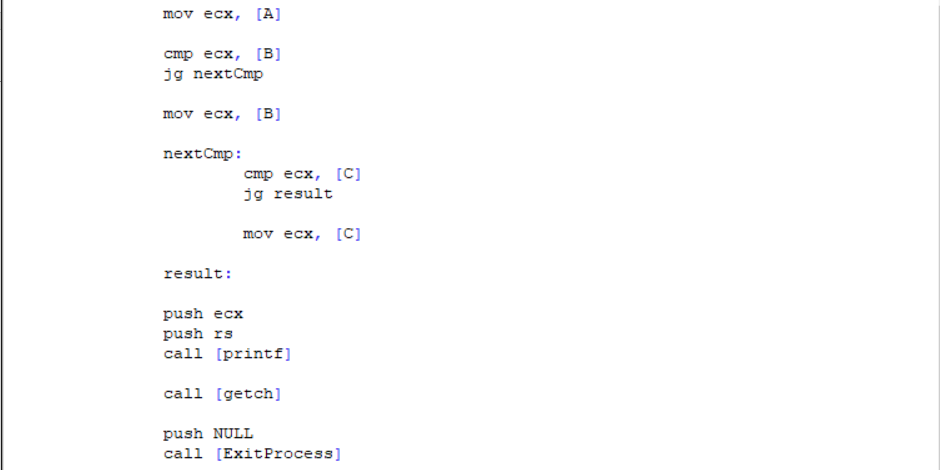 mov ecx, [A]
cmp ecx, [B]
jg nextCmp
mov ecx, [B]
nextCmp:
cmp ecx, [C]
jg result
mov ecx, [C]
result:
push ecx
push rs
call [printf]
call [getch]
push NULL
call [ExitProcess]